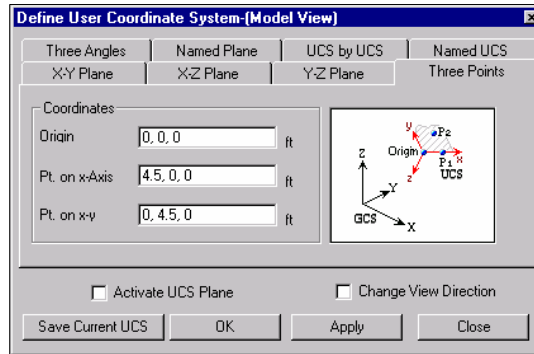 Define User Coordinate System-(Model View)
Three Angles Named Plane UCS by UCS Named UCS
X-Y Plane X-Z Plane Y-Z Plane Three Points
Coordinates
Origin 0, 0, 0 ft
Pt. on x-Axis 4.5, 0, 0 ft
Pt. on x-y 0, 4.5, 0 ft
y P2
Origin x
Z P1
z UCS
Y
GCS X
Activate UCS Plane Change View Direction
Save Current UCS OK Apply Close